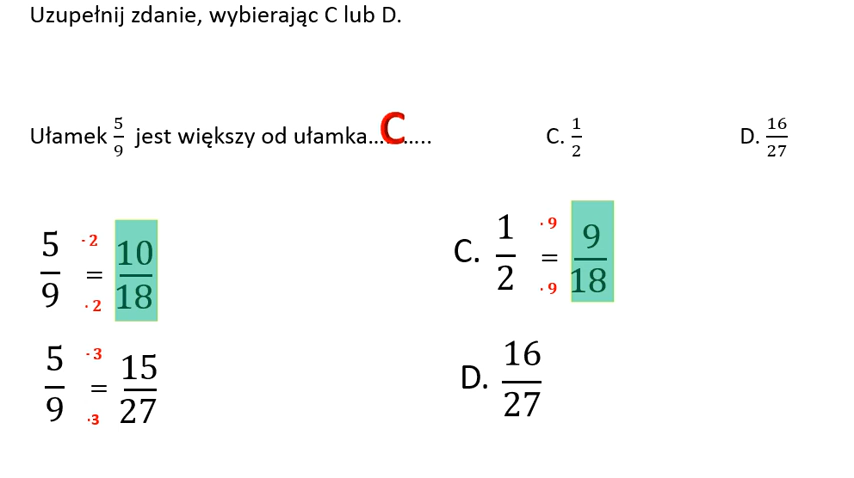 Uzupełnij zdanie, wybierając C lub D.
Ułamek 5/9 jest większy od ułamka...C..... C. 1/2 D. 16/27
5/9 ·2 ·2 = 10/18 C. 1/2 ·9 ·9 = 9/18
5/9 ·3 ·3 = 15/27 D. 16/27